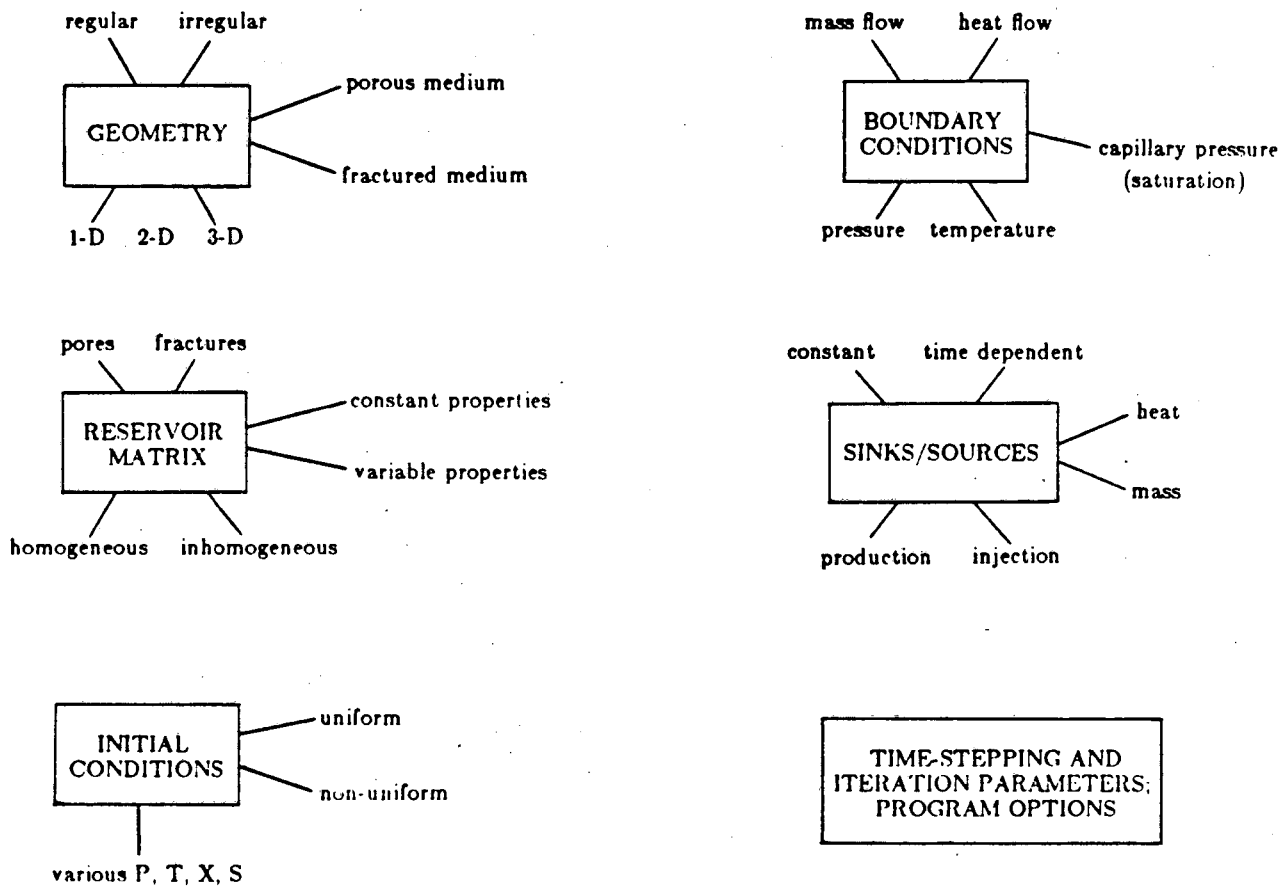 regular irregular
GEOMETRY
porous medium
fractured medium
1-D 2-D 3-D
mass flow heat flow
BOUNDARY
CONDITIONS
capillary pressure
(saturation)
pressure temperature
pores fractures
RESERVOIR
MATRIX
constant properties
variable properties
homogeneous inhomogeneous
constant time dependent
SINKS/SOURCES
heat
mass
production injection
INITIAL
CONDITIONS
uniform
non-uniform
various P, T, X, S
TIME-STEPPING AND
ITERATION PARAMETERS;
PROGRAM OPTIONS